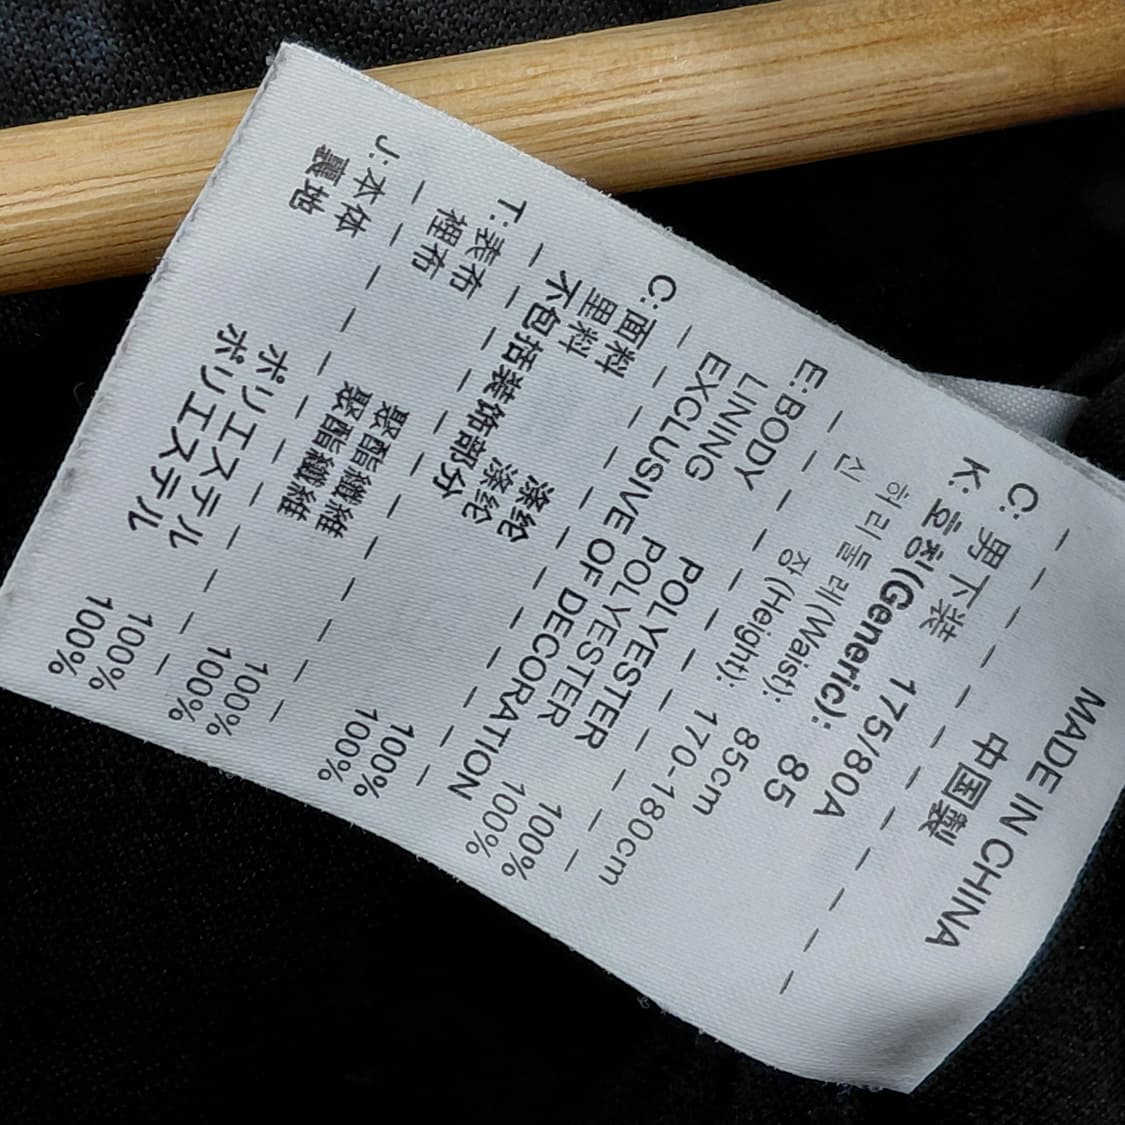 MADE IN CHINA
中国製
C: 男下装 175/80A
K: 호칭(Generic): 85
허리둘레(Waist): 85cm
신 장(Height): 170-180cm
E: BODY POLYESTER 100%
LINING POLYESTER 100%
EXCLUSIVE OF DECORATION
C: 面料 涤纶 100%
里料 涤纶 100%
不包括装饰部分
T: 表布 聚酯纖維 100%
裡布 聚酯纖維 100%
J: 本体 ポリエステル 100%
裏地 ポリエステル 100%